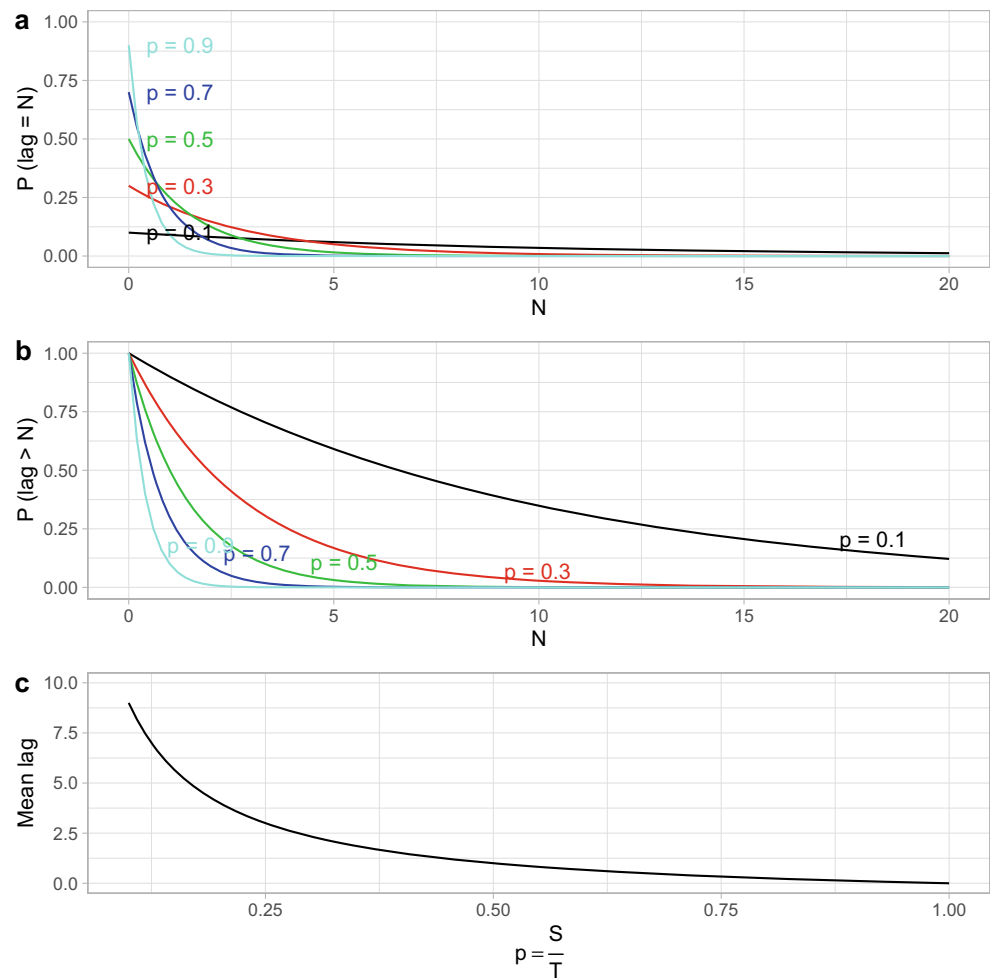 a
P (lag = N)
1.00
0.75
0.50
0.25
0.00
p = 0.9
p = 0.7
p = 0.5
p = 0.3
p = 0.1
0 5 10 15 20
N
b
P (lag > N)
1.00
0.75
0.50
0.25
0.00
p = 0.9
p = 0.7
p = 0.5
p = 0.3
p = 0.1
0 5 10 15 20
N
c
Mean lag
10.0
7.5
5.0
2.5
0.0
0.25 0.50 0.75 1.00
p = S
T